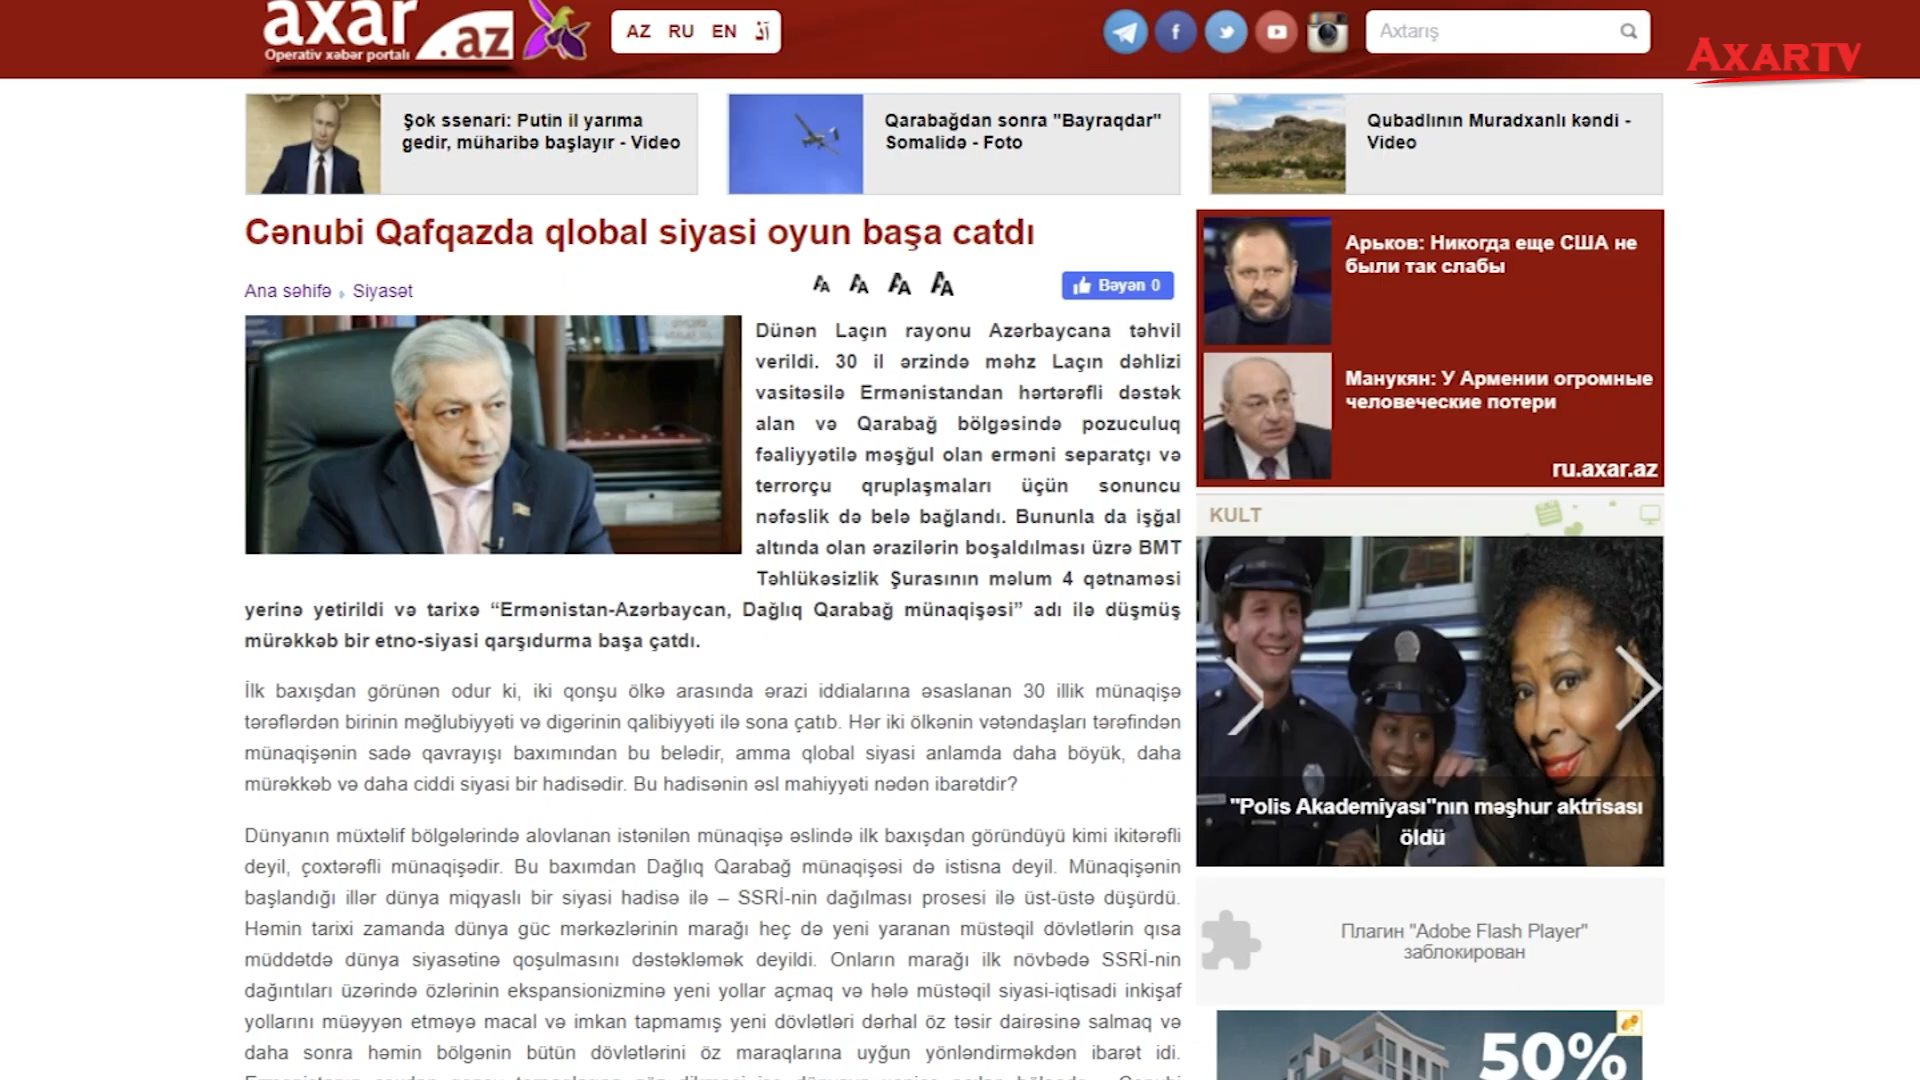 axar.az
Operativ xəbər portalı
AZ RU EN آذ
Axtarış
AXARTV
Şok ssenari: Putin il yarıma
gedir, müharibə başlayır - Video
Qarabağdan sonra "Bayraqdar"
Somalidə - Foto
Qubadlının Muradxanlı kəndi -
Video
Cənubi Qafqazda qlobal siyasi oyun başa catdı
Ana səhifə Siyasət
Bəyən 0
Dünən Laçın rayonu Azərbaycana təhvil
verildi. 30 il ərzində məhz Laçın dəhlizi
vasitəsilə Ermənistandan hərtərəfli dəstək
alan və Qarabağ bölgəsində pozuculuq
fəaliyyətilə məşğul olan erməni separatçı və
terrorçu qruplaşmaları üçün sonuncu
nəfəslik də belə bağlandı. Bununla da işğal
altında olan ərazilərin boşaldılması üzrə BMT
Təhlükəsizlik Şurasının məlum 4 qətnaməsi
yerinə yetirildi və tarixə “Ermənistan-Azərbaycan, Dağlıq Qarabağ münaqişəsi” adı ilə düşmüş
mürəkkəb bir etno-siyasi qarşıdurma başa çatdı.
İlk baxışdan görünən odur ki, iki qonşu ölkə arasında ərazi iddialarına əsaslanan 30 illik münaqişə
tərəflərdən birinin məğlubiyyəti və digərinin qalibiyyəti ilə sona çatıb. Hər iki ölkənin vətəndaşları tərəfindən
münaqişənin sadə qavrayışı baxımından bu belədir, amma qlobal siyasi anlamda daha böyük, daha
mürəkkəb və daha ciddi siyasi bir hadisədir. Bu hadisənin əsl mahiyyəti nədən ibarətdir?
Dünyanın müxtəlif bölgələrində alovlanan istənilən münaqişə əslində ilk baxışdan göründüyü kimi ikitərəfli
deyil, çoxtərəfli münaqişədir. Bu baxımdan Dağlıq Qarabağ münaqişəsi də istisna deyil. Münaqişənin
başlandığı illər dünya miqyaslı bir siyasi hadisə ilə – SSRİ-nin dağılması prosesi ilə üst-üstə düşürdü.
Həmin tarixi zamanda dünya güc mərkəzlərinin marağı heç də yeni yaranan müstəqil dövlətlərin qısa
müddətdə dünya siyasətinə qoşulmasını dəstəkləmək deyildi. Onların marağı ilk növbədə SSRİ-nin
dağıntıları üzərində özlərinin ekspansionizminə yeni yollar açmaq və hələ müstəqil siyasi-iqtisadi inkişaf
yollarını müəyyən etməyə macal və imkan tapmamış yeni dövlətləri dərhal öz təsir dairəsinə salmaq və
daha sonra həmin bölgənin bütün dövlətlərini öz maraqlarına uyğun yönləndirməkdən ibarət idi.
Арьков: Никогда еще США не
были так слабы
Манукян: У Армении огромные
человеческие потери
ru.axar.az
KULT
"Polis Akademiyası"nın məşhur aktrisası
öldü
Плагин "Adobe Flash Player"
заблокирован
50%